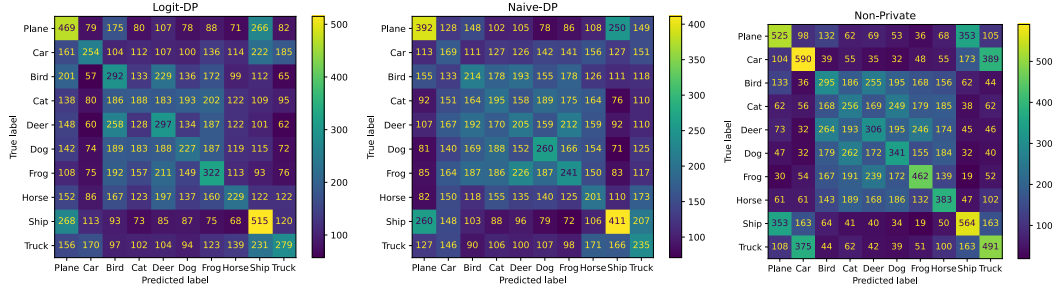 Logit-DP
True label
Plane 469 79 175 80 107 78 88 71 266 82
Car 161 254 104 112 107 100 136 114 222 185
Bird 201 57 292 133 229 136 172 99 112 65
Cat 138 80 186 188 183 193 202 122 109 95
Deer 148 60 258 128 297 134 187 122 101 62
Dog 142 74 189 183 188 227 187 119 115 72
Frog 108 75 192 157 211 149 322 113 93 76
Horse 152 86 167 123 197 137 160 229 122 122
Ship 268 113 93 73 85 87 75 68 515 120
Truck 156 170 97 102 104 94 123 139 231 279
Plane Car Bird Cat Deer Dog Frog Horse Ship Truck
Predicted label
500
400
300
200
100
Naive-DP
True label
Plane 392 128 148 102 105 78 86 108 250 149
Car 113 169 111 127 126 142 141 156 127 151
Bird 155 133 214 178 193 155 178 126 111 118
Cat 92 151 164 195 158 189 175 164 76 110
Deer 107 167 192 170 205 159 212 159 92 110
Dog 81 140 169 188 152 260 166 154 71 125
Frog 85 164 187 186 226 187 241 150 83 117
Horse 82 150 118 155 135 140 125 201 102 113
Ship 260 148 103 88 96 79 72 108 411 207
Truck 127 146 90 106 100 107 98 171 166 235
Plane Car Bird Cat Deer Dog Frog Horse Ship Truck
Predicted label
400
350
300
250
200
150
100
Non-Private
True label
Plane 525 98 132 62 69 53 36 68 353 105
Car 104 590 39 55 35 32 48 55 173 389
Bird 133 36 295 186 255 195 168 156 62 44
Cat 62 56 168 256 169 249 179 185 38 62
Deer 73 32 264 193 306 195 246 174 45 46
Dog 47 32 179 262 172 341 155 184 32 40
Frog 30 54 167 191 239 172 462 139 19 52
Horse 61 61 143 189 168 182 102 383 47 102
Ship 353 163 64 41 40 34 19 50 564 163
Truck 108 375 44 62 42 39 51 100 163 491
Plane Car Bird Cat Deer Dog Frog Horse Ship Truck
Predicted label
500
400
300
200
100